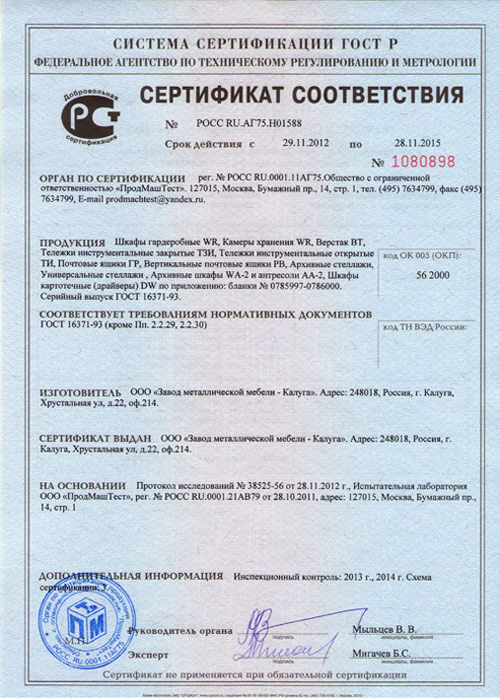 СИСТЕМА СЕРТИФИКАЦИИ ГОСТ Р
ФЕДЕРАЛЬНОЕ АГЕНТСТВО ПО ТЕХНИЧЕСКОМУ РЕГУЛИРОВАНИЮ И МЕТРОЛОГИИ
Добровольная
сертификация
СЕРТИФИКАТ СООТВЕТСТВИЯ
№ РОСС RU.АГ75.Н01588
Срок действия с 29.11.2012 по 28.11.2015
№ 1080898
ОРГАН ПО СЕРТИФИКАЦИИ рег. № РОСС RU.0001.11АГ75.Общество с ограниченной
ответственностью «ПродМашТест». 127015, Москва, Бумажный пр., 14, стр. 1, тел. (495) 7634799, факс (495)
7634799, E-mail prodmachtest@yandex.ru.
ПРОДУКЦИЯ Шкафы гардеробные WR, Камеры хранения WR, Верстак ВТ,
Тележки инструментальные закрытые ТЗИ, Тележки инструментальные открытые
ТИ, Почтовые ящики ГР, Вертикальные почтовые ящики РВ, Архивные стеллажи,
Универсальные стеллажи , Архивные шкафы WA-2 и антресоли АА-2, Шкафы
картотечные (драйверы) DW по приложению: бланки № 0785997-0786000.
Серийный выпуск ГОСТ 16371-93
код ОК 005 (ОКП):
56 2000
СООТВЕТСТВУЕТ ТРЕБОВАНИЯМ НОРМАТИВНЫХ ДОКУМЕНТОВ
ГОСТ 16371-93 (кроме Пп. 2.2.29, 2.2.30)
код ТН ВЭД России:
ИЗГОТОВИТЕЛЬ ООО «Завод металлической мебели - Калуга». Адрес: 248018, Россия, г. Калуга,
Хрустальная ул, д.22, оф.214.
СЕРТИФИКАТ ВЫДАН ООО «Завод металлической мебели - Калуга». Адрес: 248018, Россия, г.
Калуга, Хрустальная ул, д.22, оф.214.
НА ОСНОВАНИИ Протокол исследований № 38525-56 от 28.11.2012 г., Испытательная лаборатория
ООО «ПродМашТест», рег. № РОСС RU.0001.21АВ79 от 28.10.2011, адрес: 127015, Москва, Бумажный пр.,
14, стр. 1
ДОПОЛНИТЕЛЬНАЯ ИНФОРМАЦИЯ Инспекционный контроль: 2013 г., 2014 г. Схема
сертификации: 3
М.П.
Руководитель органа
подпись
Мыльцев В. В.
инициалы, фамилия
Эксперт
подпись
Мигачев Б.С.
инициалы, фамилия
Сертификат не применяется при обязательной сертификации
РОСС RU.0001.11АГ75